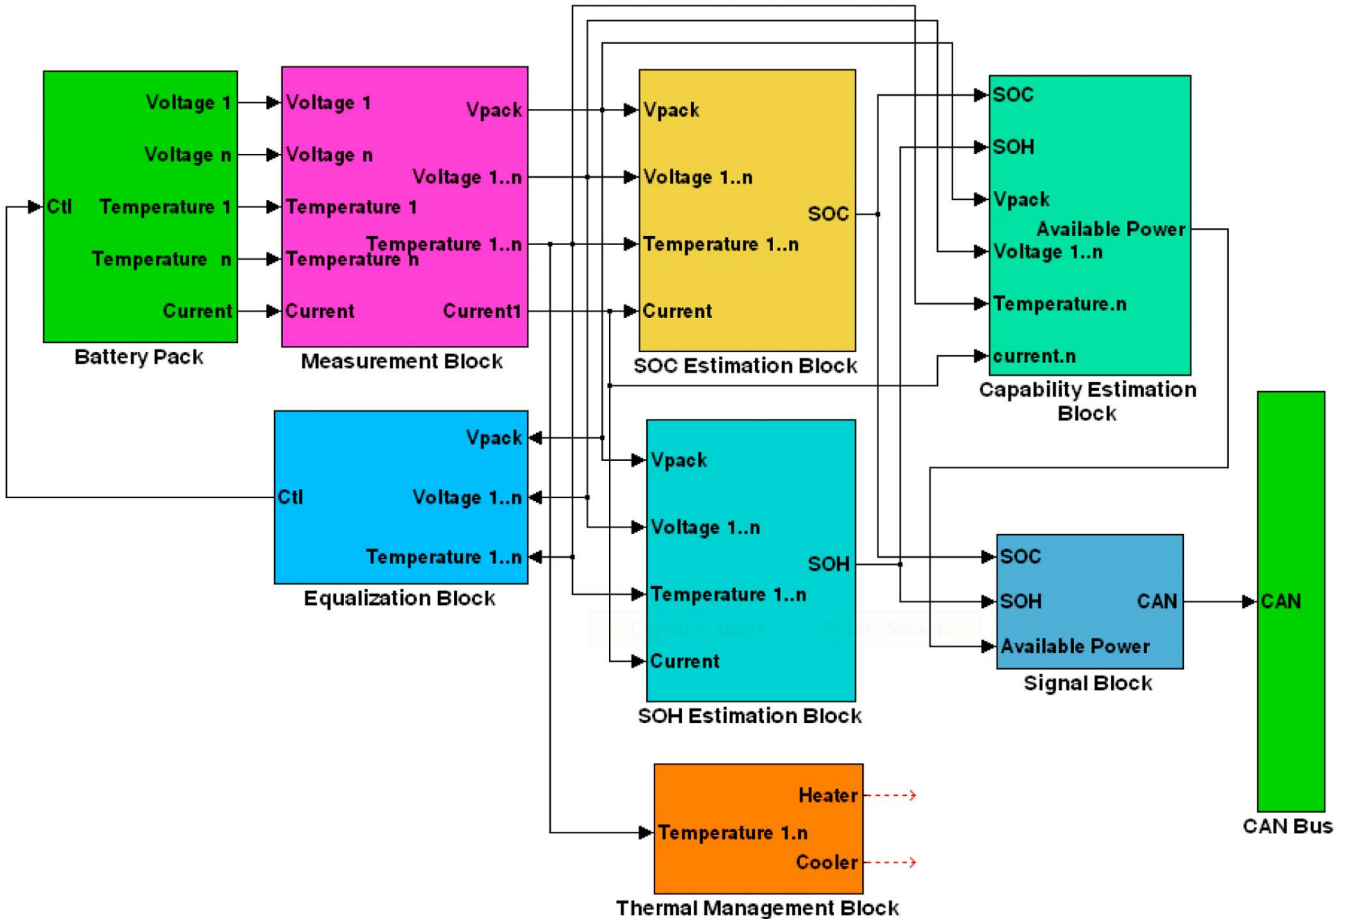 Voltage 1
Voltage n
Ctl
Temperature 1
Temperature n
Current
Battery Pack
Voltage 1
Vpack
Voltage n
Voltage 1..n
Temperature 1
Temperature 1..n
Temperature n
Current
Current1
Measurement Block
Vpack
Voltage 1..n
SOC
Temperature 1..n
Current
SOC Estimation Block
SOC
SOH
Vpack
Available Power
Voltage 1..n
Temperature.n
current.n
Capability Estimation
Block
Vpack
Ctl
Voltage 1..n
Temperature 1..n
Equalization Block
Vpack
Voltage 1..n
SOH
Temperature 1..n
Capture Image
Print Screen
Current
SOH Estimation Block
SOC
SOH
CAN
Available Power
Signal Block
CAN
CAN Bus
Heater
Temperature 1.n
Cooler
Thermal Management Block